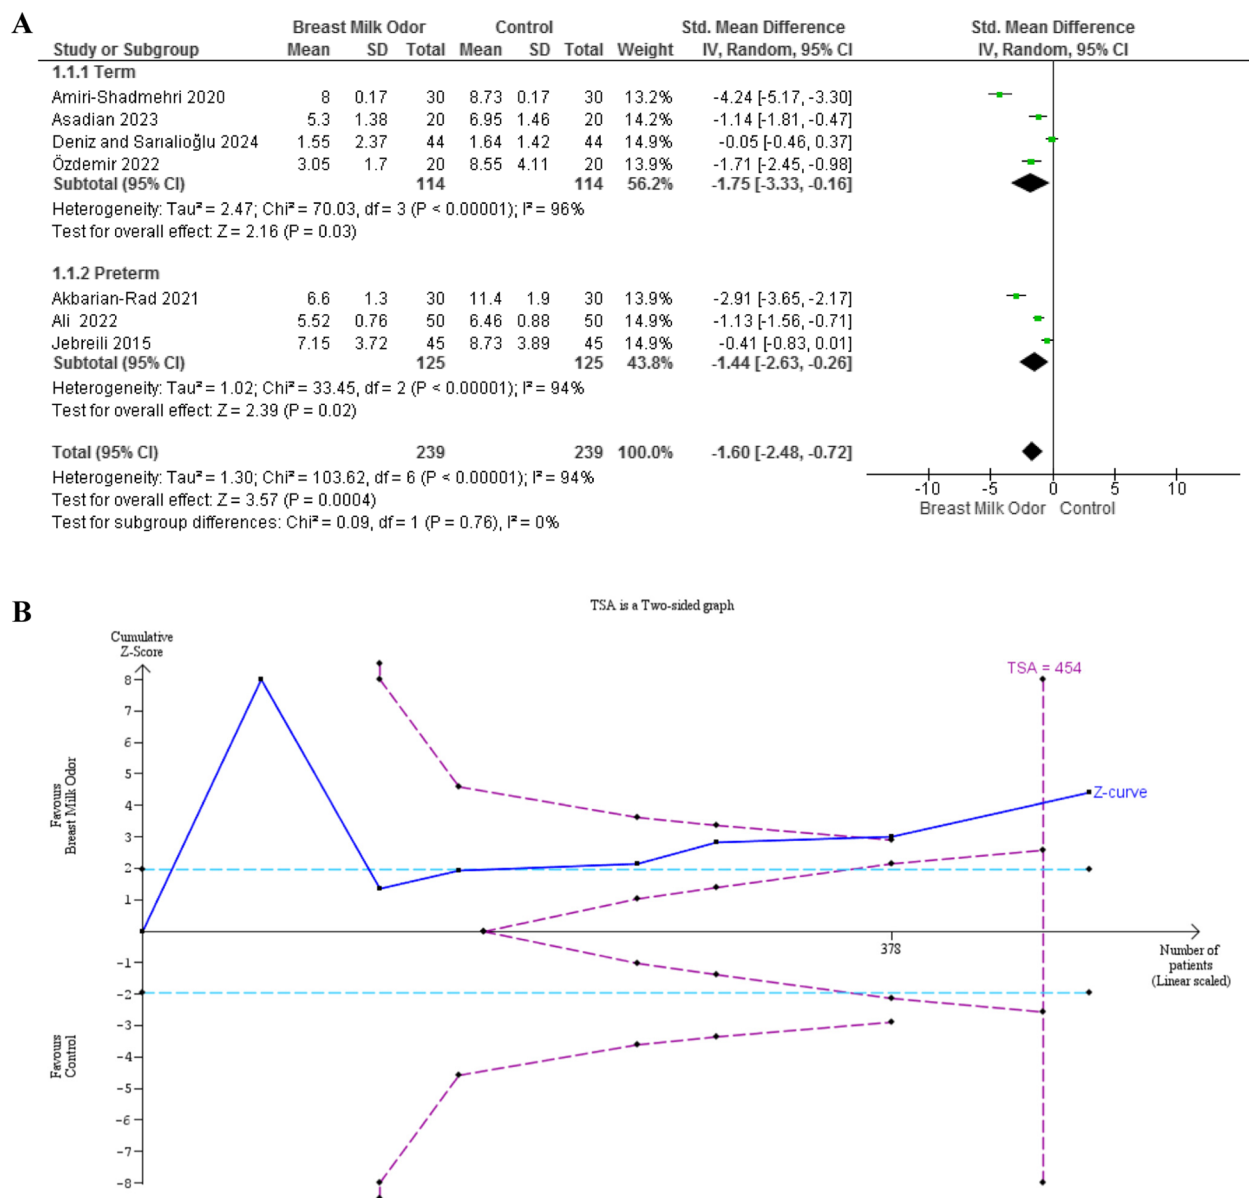 A
Breast Milk Odor Control Std. Mean Difference Std. Mean Difference
Study or Subgroup Mean SD Total Mean SD Total Weight IV, Random, 95% CI IV, Random, 95% CI
1.1.1 Term
Amiri-Shadmehri 2020 8 0.17 30 8.73 0.17 30 13.2% -4.24 [-5.17, -3.30]
Asadian 2023 5.3 1.38 20 6.95 1.46 20 14.2% -1.14 [-1.81, -0.47]
Deniz and Sarıalioğlu 2024 1.55 2.37 44 1.64 1.42 44 14.9% -0.05 [-0.46, 0.37]
Özdemir 2022 3.05 1.7 20 8.55 4.11 20 13.9% -1.71 [-2.45, -0.98]
Subtotal (95% CI) 114 114 56.2% -1.75 [-3.33, -0.16]
Heterogeneity: Tau² = 2.47; Chi² = 70.03, df = 3 (P < 0.00001); I² = 96%
Test for overall effect: Z = 2.16 (P = 0.03)
1.1.2 Preterm
Akbarian-Rad 2021 6.6 1.3 30 11.4 1.9 30 13.9% -2.91 [-3.65, -2.17]
Ali 2022 5.52 0.76 50 6.46 0.88 50 14.9% -1.13 [-1.56, -0.71]
Jebreili 2015 7.15 3.72 45 8.73 3.89 45 14.9% -0.41 [-0.83, 0.01]
Subtotal (95% CI) 125 125 43.8% -1.44 [-2.63, -0.26]
Heterogeneity: Tau² = 1.02; Chi² = 33.45, df = 2 (P < 0.00001); I² = 94%
Test for overall effect: Z = 2.39 (P = 0.02)
Total (95% CI) 239 239 100.0% -1.60 [-2.48, -0.72]
Heterogeneity: Tau² = 1.30; Chi² = 103.62, df = 6 (P < 0.00001); I² = 94%
Test for overall effect: Z = 3.57 (P = 0.0004)
Test for subgroup differences: Chi² = 0.09, df = 1 (P = 0.76), I² = 0%
-10 -5 0 5 10
Breast Milk Odor Control
B
TSA is a Two-sided graph
Cumulative
Z-Score
TSA = 454
8
7
6
5
4
3
2
1
-1
-2
-3
-4
-5
-6
-7
-8
Favours
Breast Milk Odor
Favours
Control
Z-curve
378
Number of
patients
(Linear scaled)